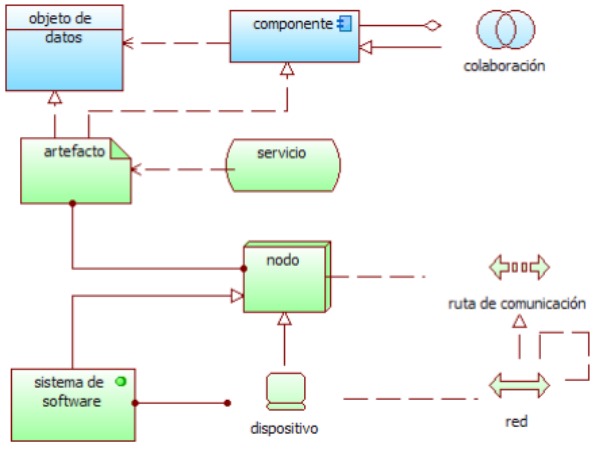 objeto de
datos
componente
colaboración
artefacto
servicio
nodo
ruta de comunicación
sistema de
software
dispositivo
red